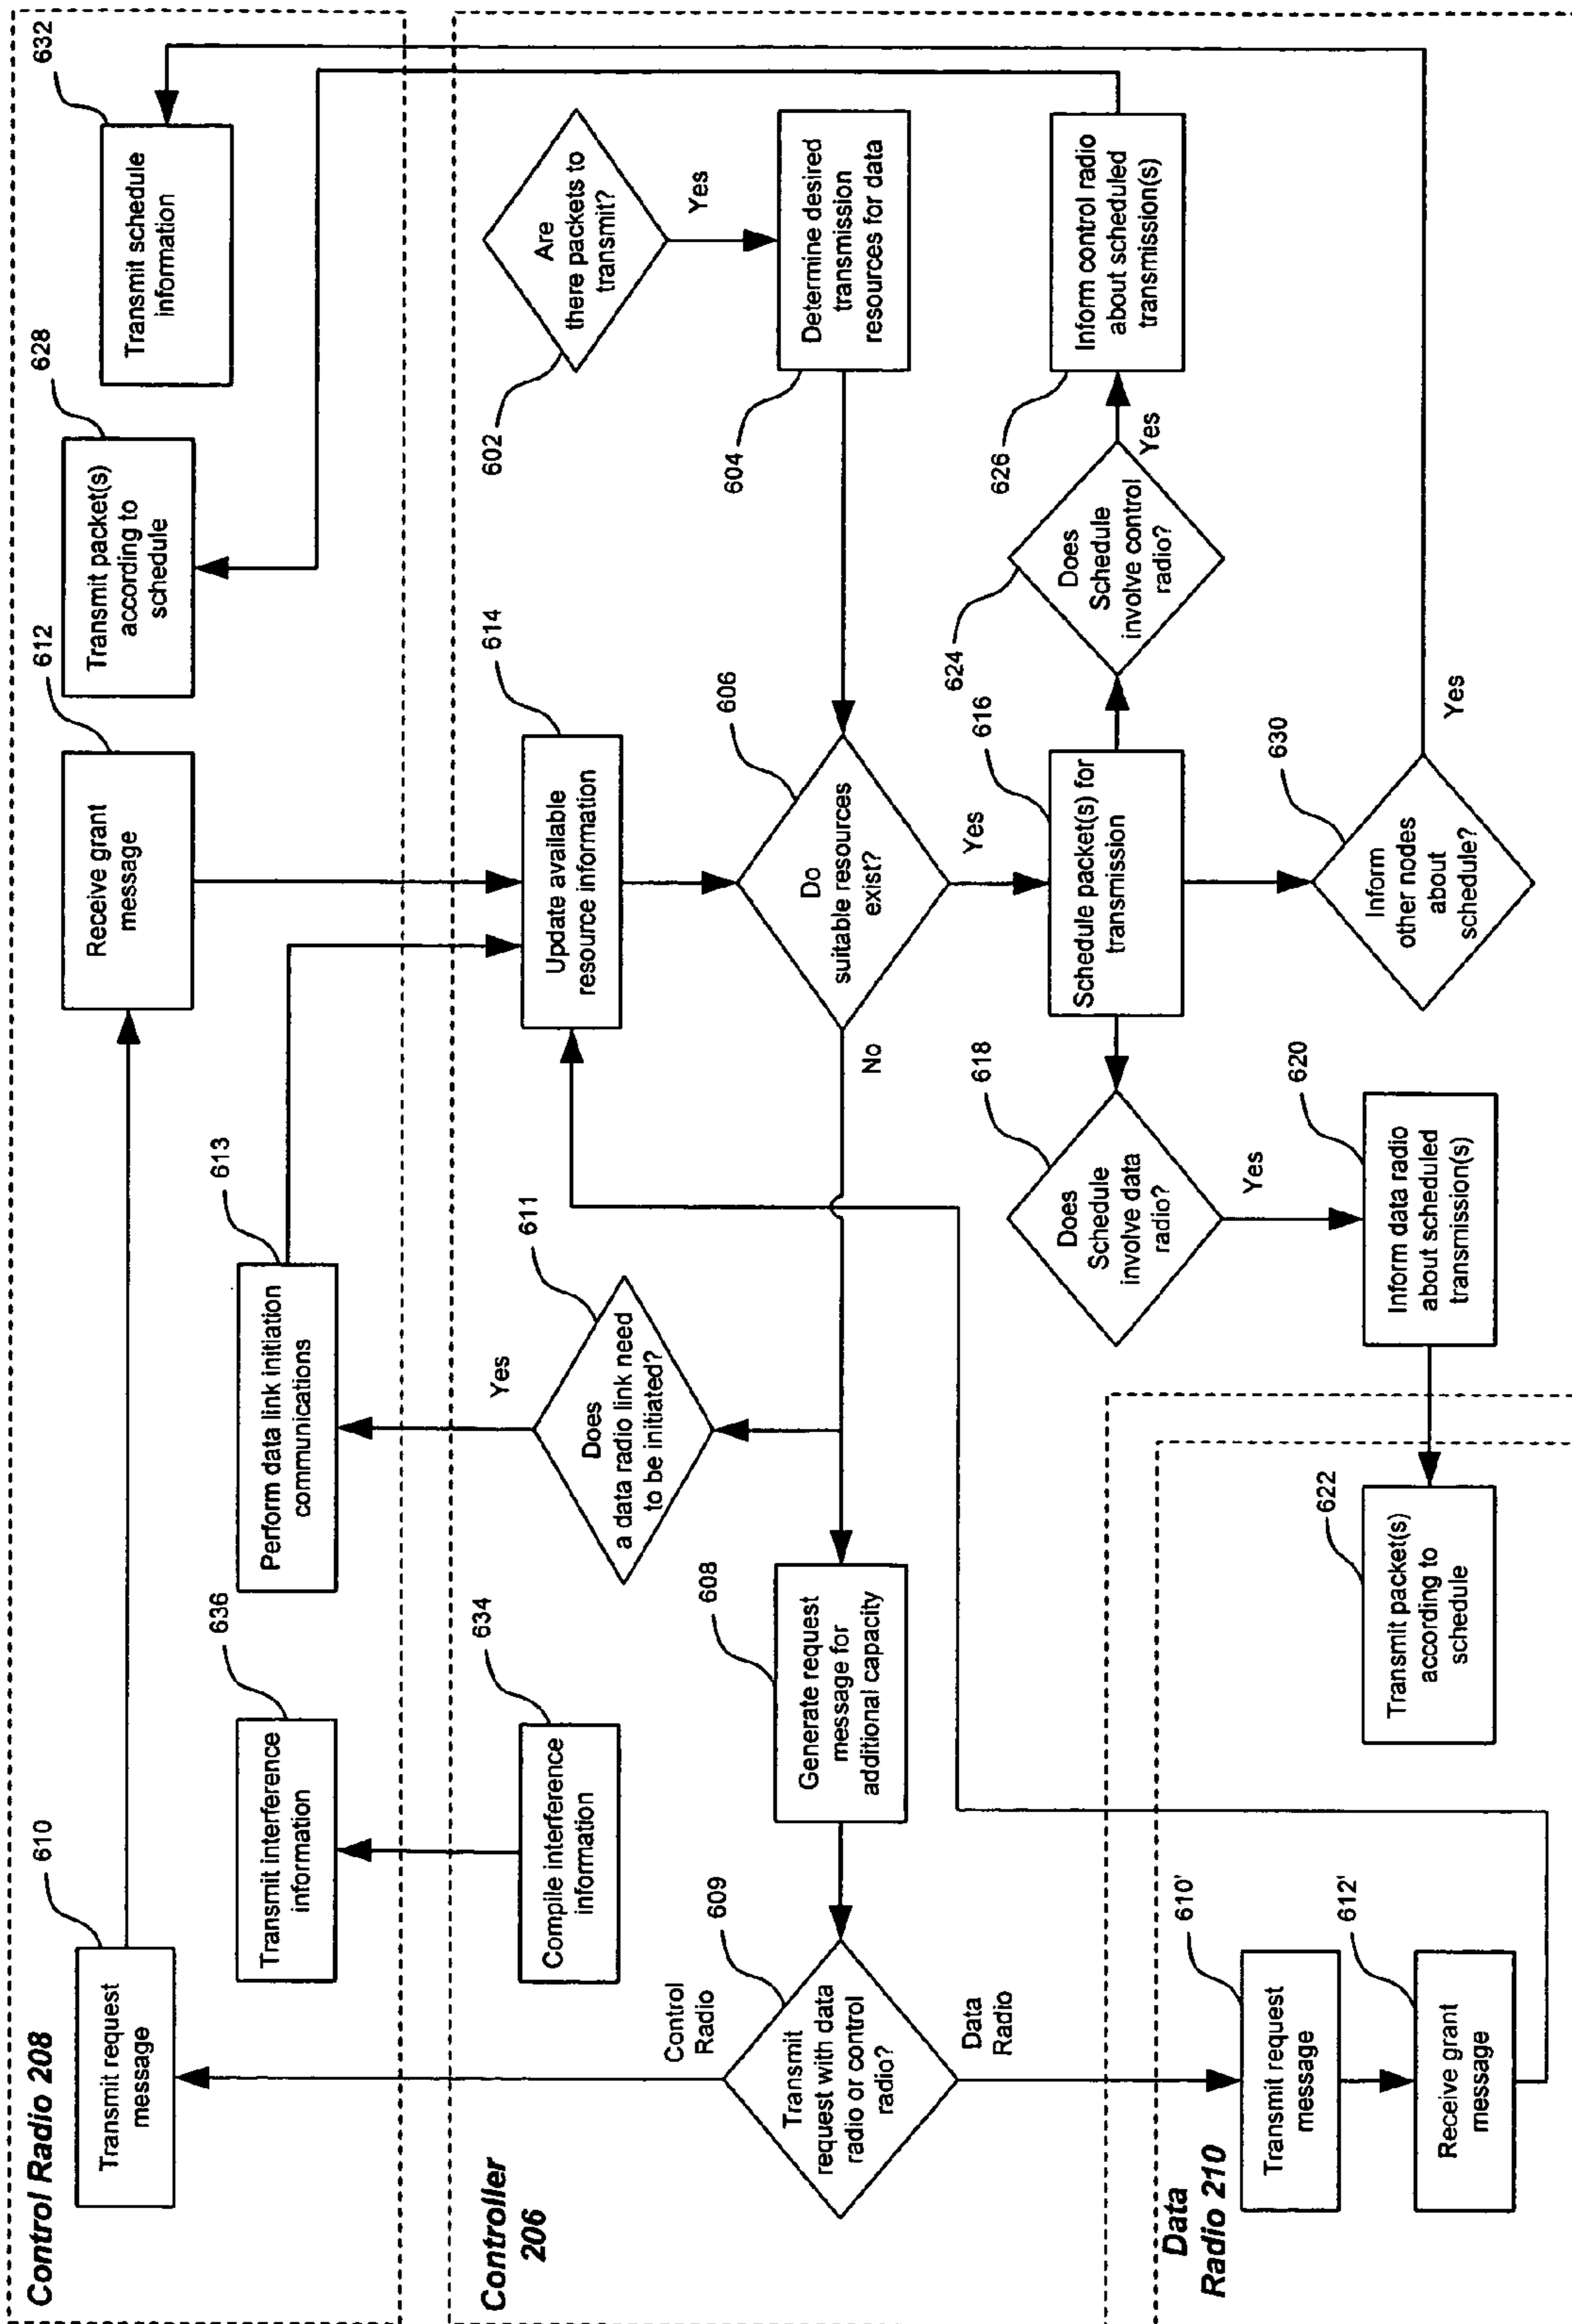 Control Radio 208
610
Transmit request
message
612
Receive grant
message
628
Transmit packet(s)
according to
schedule
632
Transmit schedule
information
636
Transmit interference
information
613
Perform data link initiation
communications
Controller
206
634
Compile interference
information
611
Does
a data radio link need
to be initiated?
Yes
614
Update available
resource information
602
Are
there packets to
transmit?
Yes
Control
Radio
609
Transmit
request with data
radio or control
radio?
Data
Radio
608
Generate request
message for
additional capacity
No
606
Do
suitable resources
exist?
Yes
604
Determine desired
transmission
resources for data
618
Does
Schedule
involve data
radio?
Yes
616
Schedule packet(s) for
transmission
624
Does
Schedule
involve control
radio?
Yes
626
Inform control radio
about scheduled
transmission(s)
620
Inform data radio
about scheduled
transmission(s)
630
Inform
other nodes
about
schedule?
Yes
Data
Radio 210
610'
Transmit request
message
612'
Receive grant
message
622
Transmit packet(s)
according to
schedule